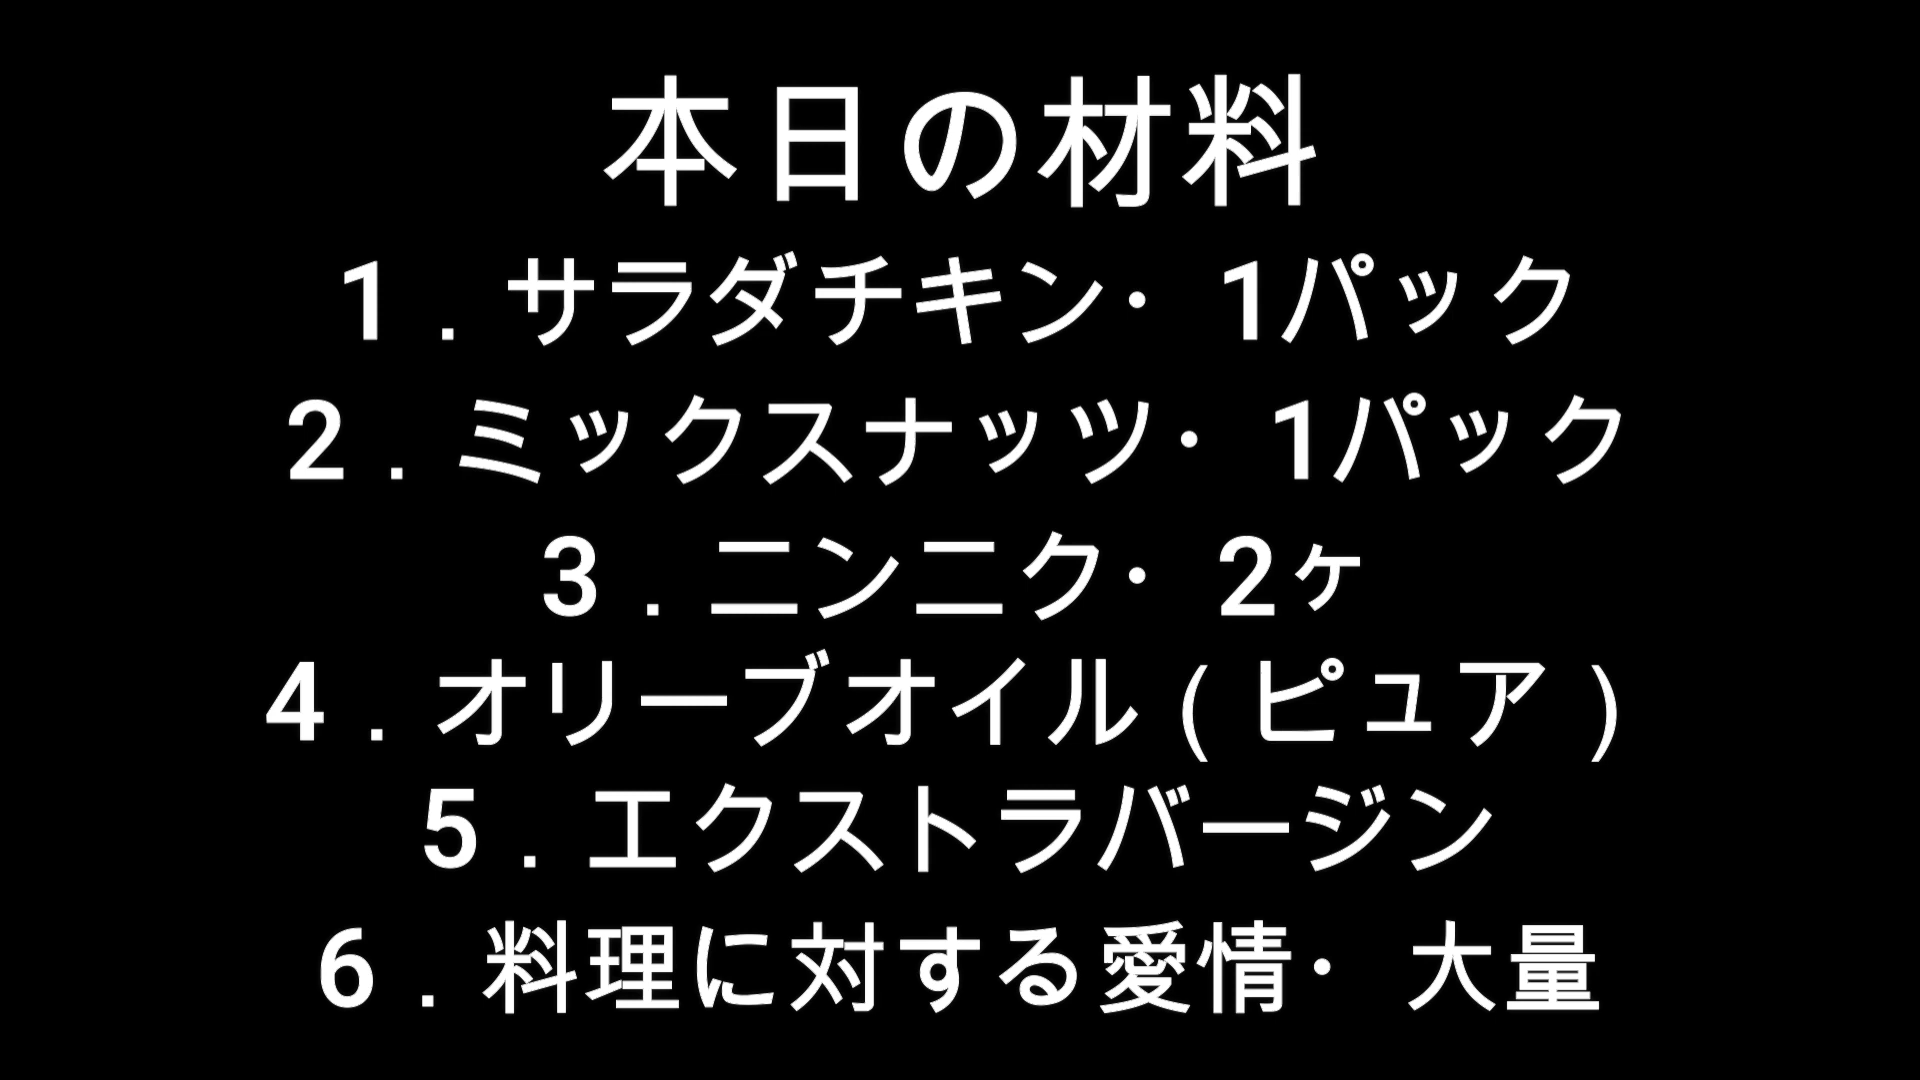 本日の材料
1．サラダチキン・1パック
2．ミックスナッツ・1パック
3．ニンニク・2ヶ
4．オリーブオイル（ピュア）
5．エクストラバージン
6．料理に対する愛情・大量